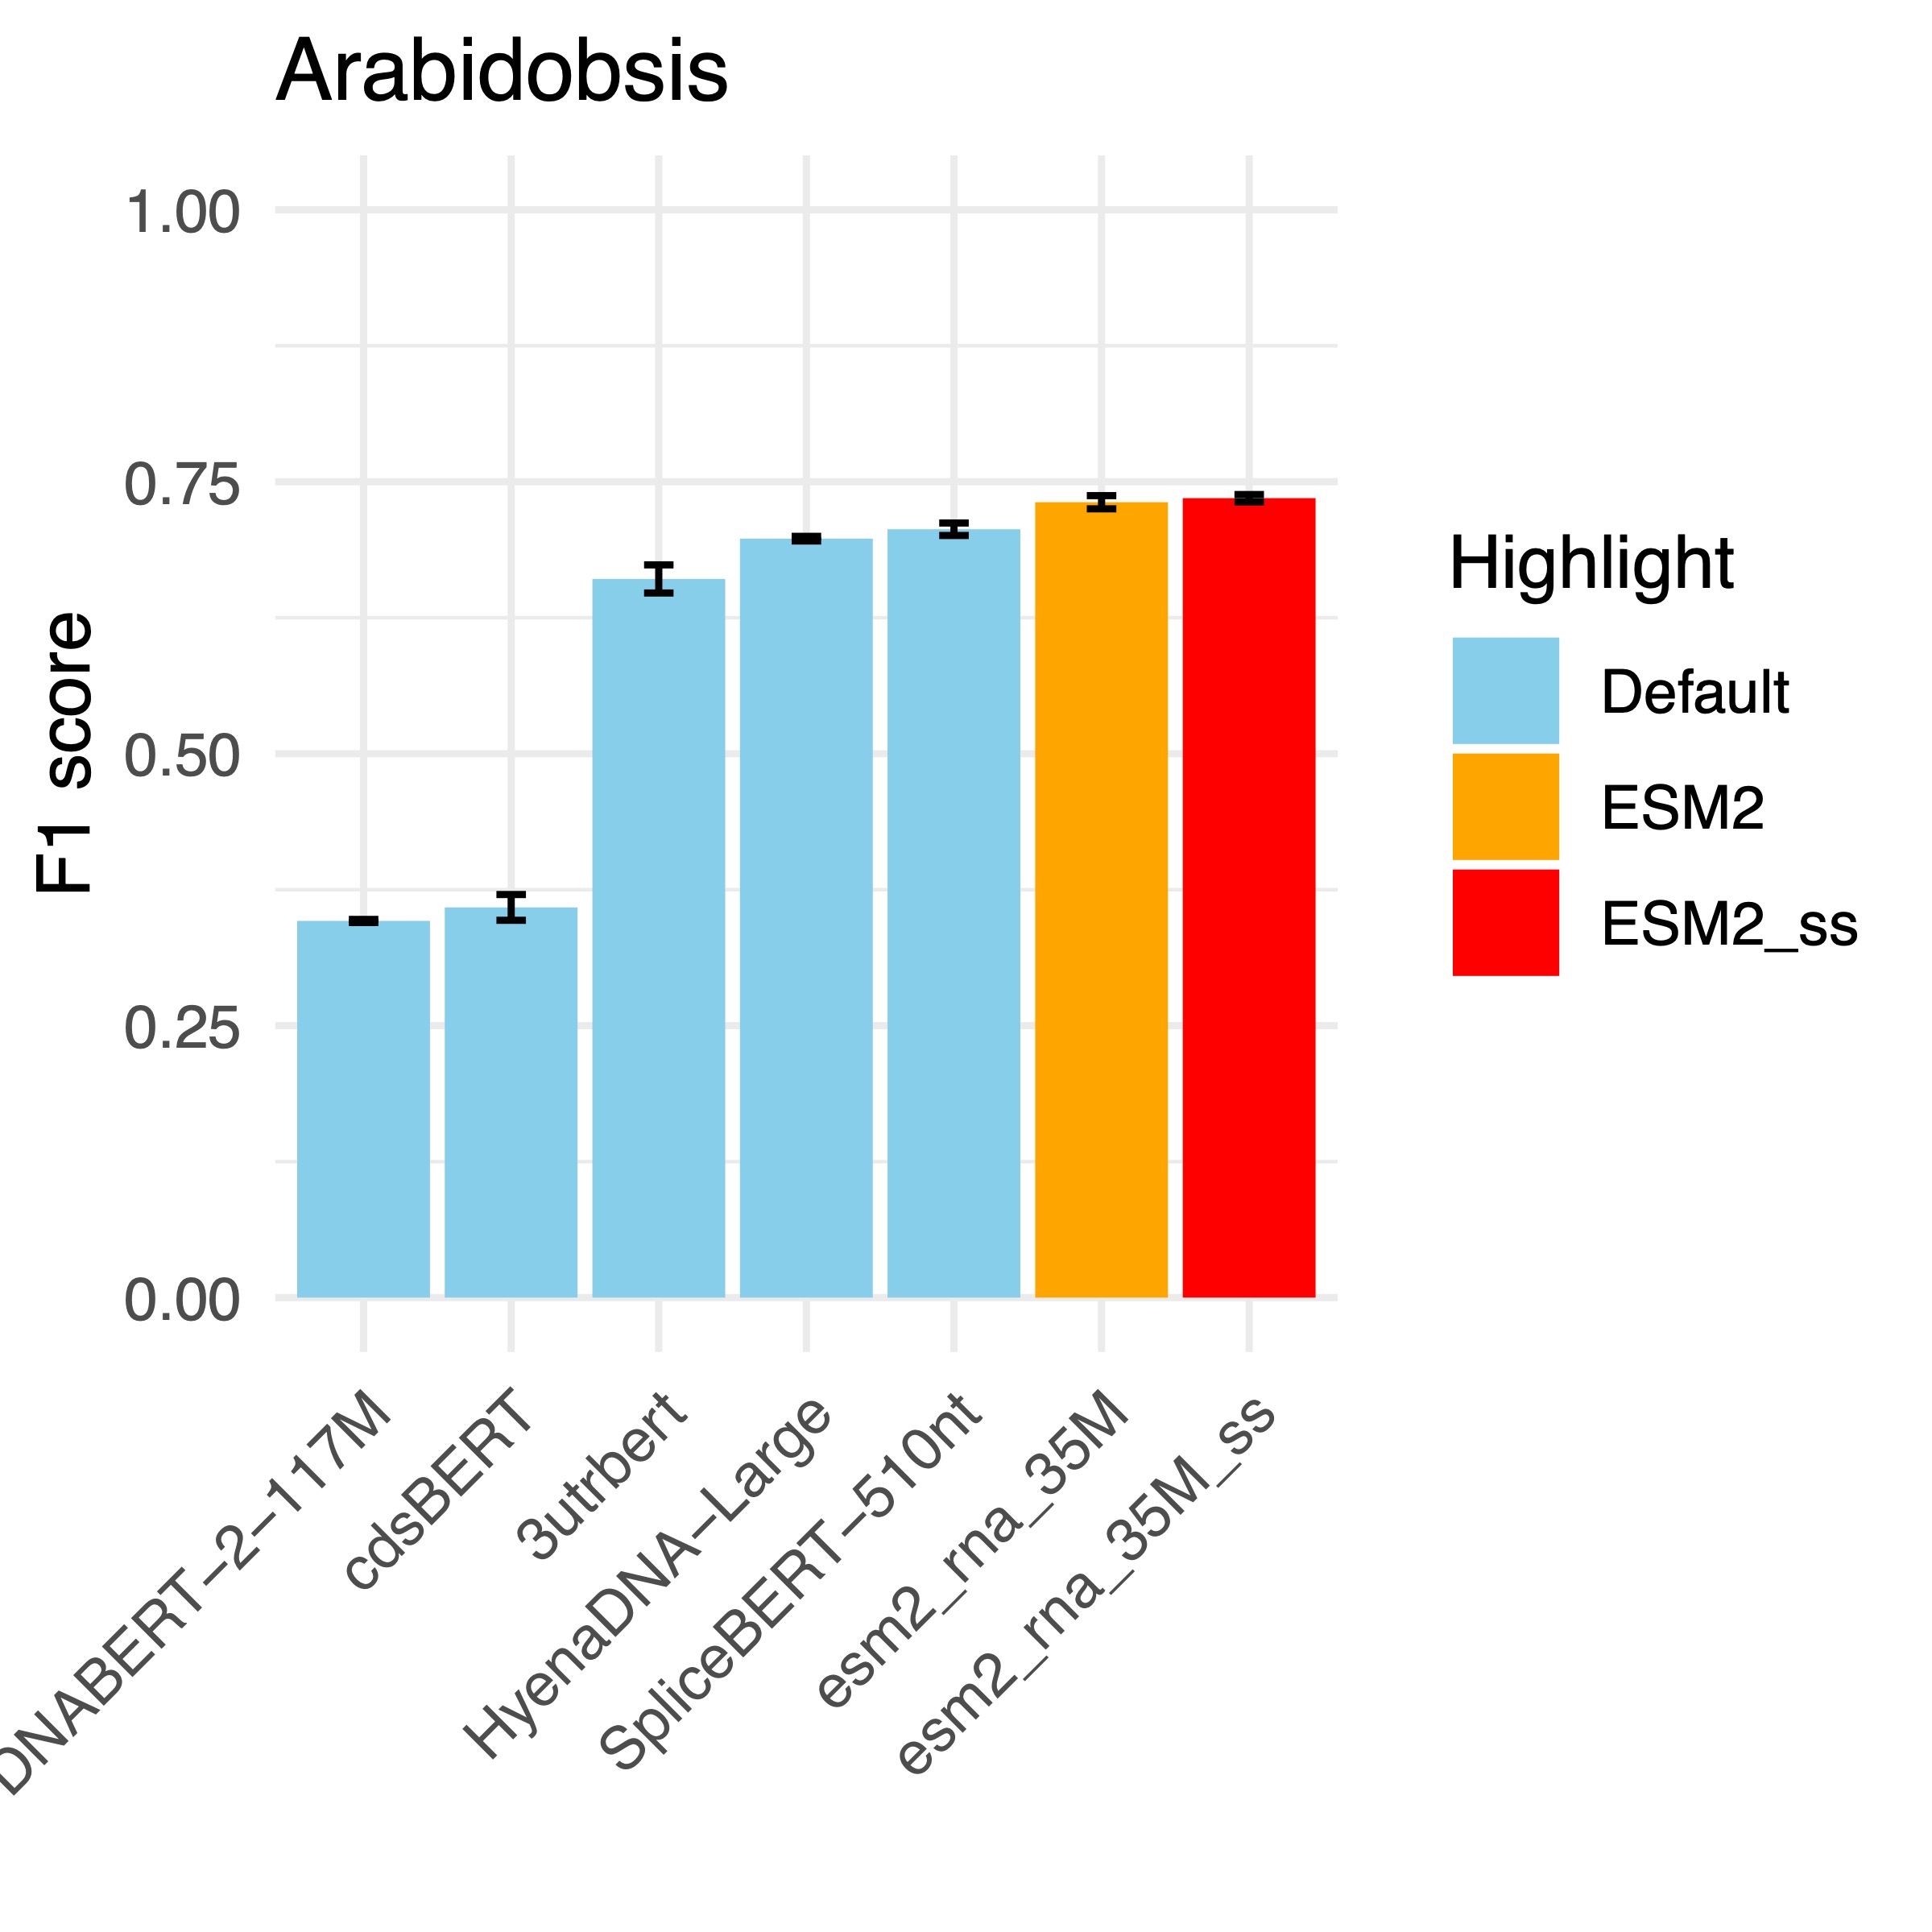 Arabidobsis
F1 score
1.00
0.75
0.50
0.25
0.00
DNABERT-2-117M
cdsBERT
3utrbert
HyenaDNA-Large
SpliceBERT-510nt
esm2_rna_35M
esm2_rna_35M_ss
Highlight
Default
ESM2
ESM2_ss